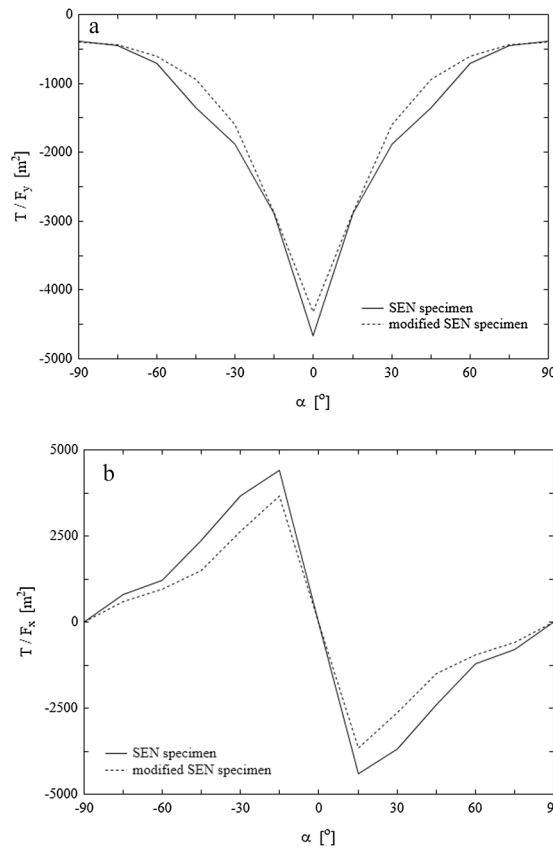 a
0
-1000
-2000
-3000
-4000
-5000
T / Fy [m2]
SEN specimen
modified SEN specimen
-90 -60 -30 0 30 60 90
α [o]
b
5000
2500
0
-2500
-5000
T / Fx [m2]
SEN specimen
modified SEN specimen
-90 -60 -30 0 30 60 90
α [o]